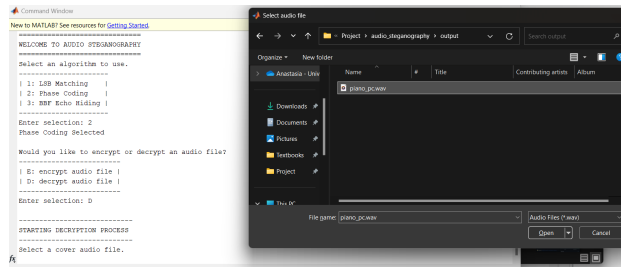 Command Window
New to MATLAB? See resources for Getting Started.
==============================
WELCOME TO AUDIO STEGANOGRAPHY
==============================
Select an algorithm to use.
----------------------
| 1: LSB Matching    |
| 2: Phase Coding    |
| 3: BBF Echo Hiding |
----------------------
Enter selection: 2
Phase Coding Selected
Would you like to encrypt or decrypt an audio file?
-------------------------
| E: encrypt audio file |
| D: decrypt audio file |
-------------------------
Enter selection: D
----------------------------
STARTING DECRYPTION PROCESS
----------------------------
Select a cover audio file.
fx
Select audio file
Project › audio_steganography › output
Search output
Organize
New folder
Anastasia - Univ
Name # Title Contributing artists Album
piano_pc.wav
Downloads
Documents
Pictures
Textbooks
Project
This PC
File name: piano_pc.wav
Audio Files (*.wav)
Open
Cancel